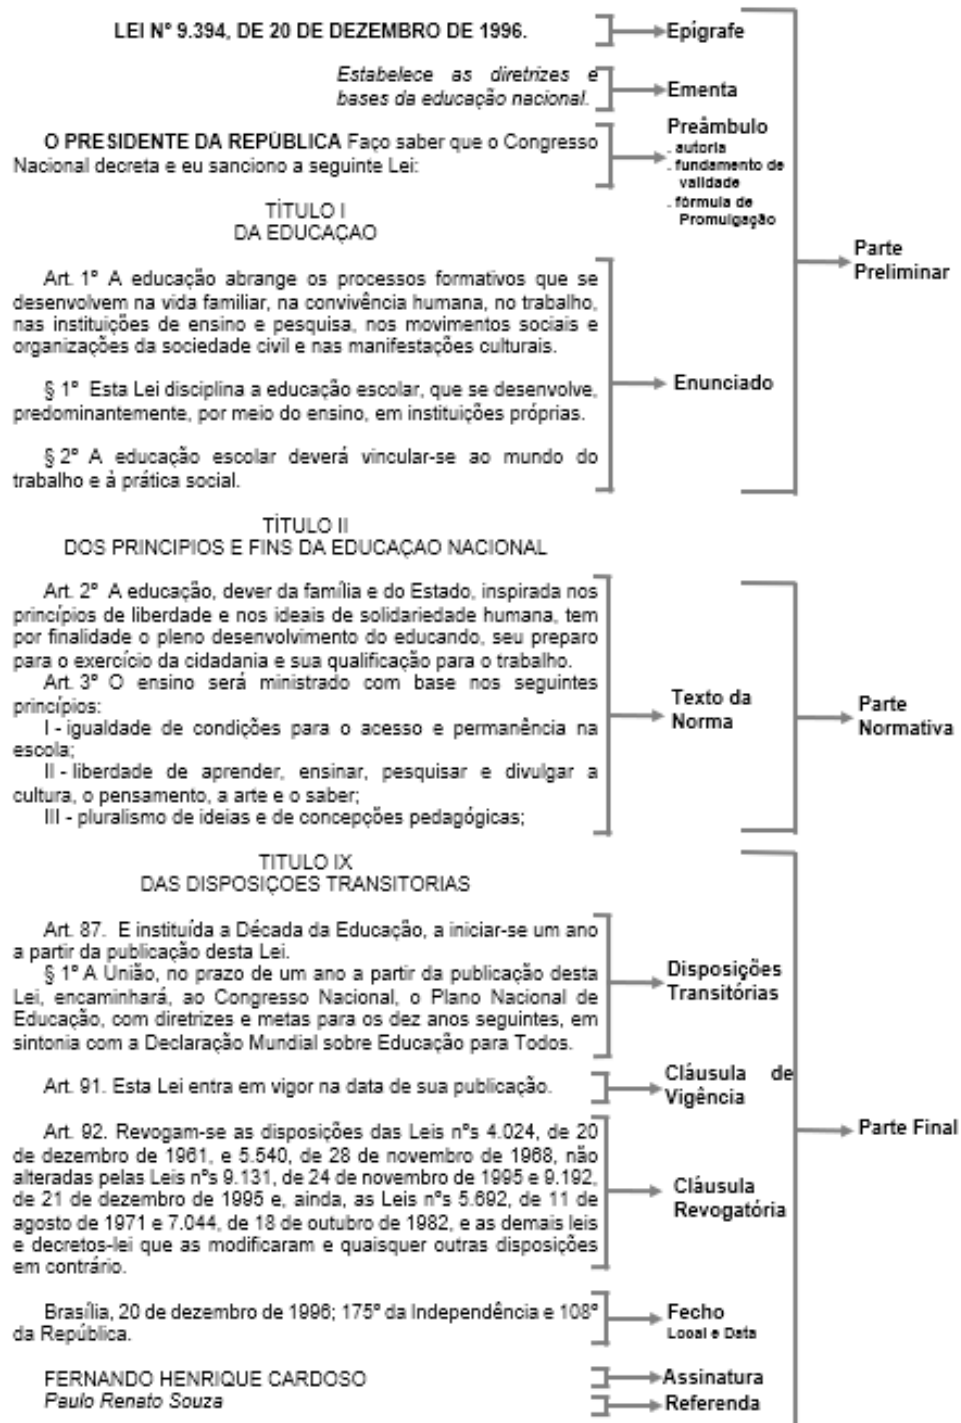 LEI Nº 9.394, DE 20 DE DEZEMBRO DE 1996.
Epígrafe
Estabelece as diretrizes e
bases da educação nacional.
Ementa
O PRESIDENTE DA REPÚBLICA Faço saber que o Congresso
Nacional decreta e eu sanciono a seguinte Lei:
Preâmbulo
. autoria
. fundamento de
validade
. fórmula de
Promulgação
TÍTULO I
DA EDUCAÇAO
Art. 1º A educação abrange os processos formativos que se
desenvolvem na vida familiar, na convivência humana, no trabalho,
nas instituições de ensino e pesquisa, nos movimentos sociais e
organizações da sociedade civil e nas manifestações culturais.
§ 1º Esta Lei disciplina a educação escolar, que se desenvolve,
predominantemente, por meio do ensino, em instituições próprias.
§ 2º A educação escolar deverá vincular-se ao mundo do
trabalho e à prática social.
Enunciado
Parte
Preliminar
TÍTULO II
DOS PRINCIPIOS E FINS DA EDUCAÇAO NACIONAL
Art. 2º A educação, dever da família e do Estado, inspirada nos
princípios de liberdade e nos ideais de solidariedade humana, tem
por finalidade o pleno desenvolvimento do educando, seu preparo
para o exercício da cidadania e sua qualificação para o trabalho.
Art. 3º O ensino será ministrado com base nos seguintes
princípios:
I - igualdade de condições para o acesso e permanência na
escola;
II - liberdade de aprender, ensinar, pesquisar e divulgar a
cultura, o pensamento, a arte e o saber;
III - pluralismo de ideias e de concepções pedagógicas;
Texto da
Norma
Parte
Normativa
TITULO IX
DAS DISPOSIÇOES TRANSITORIAS
Art. 87. E instituída a Década da Educação, a iniciar-se um ano
a partir da publicação desta Lei.
§ 1º A União, no prazo de um ano a partir da publicação desta
Lei, encaminhará, ao Congresso Nacional, o Plano Nacional de
Educação, com diretrizes e metas para os dez anos seguintes, em
sintonia com a Declaração Mundial sobre Educação para Todos.
Disposições
Transitórias
Art. 91. Esta Lei entra em vigor na data de sua publicação.
Cláusula de
Vigência
Art. 92. Revogam-se as disposições das Leis nºs 4.024, de 20
de dezembro de 1961, e 5.540, de 28 de novembro de 1968, não
alteradas pelas Leis nºs 9.131, de 24 de novembro de 1995 e 9.192,
de 21 de dezembro de 1995 e, ainda, as Leis nºs 5.692, de 11 de
agosto de 1971 e 7.044, de 18 de outubro de 1982, e as demais leis
e decretos-lei que as modificaram e quaisquer outras disposições
em contrário.
Cláusula
Revogatória
Parte Final
Brasília, 20 de dezembro de 1996; 175º da Independência e 108º
da República.
Fecho
Local e Data
FERNANDO HENRIQUE CARDOSO
Assinatura
Paulo Renato Souza
Referenda